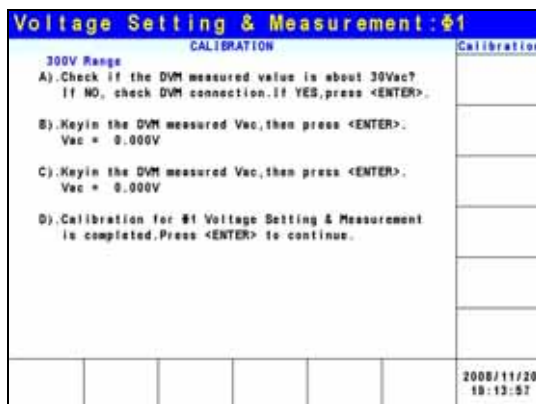 Voltage Setting & Measurement:Φ1
CALIBRATION
Calibratio
300V Range
A).Check if the DVM measured value is about 30Vac?
If NO, check DVM connection.If YES,press <ENTER>.
B).Keyin the DVM measured Vac,then press <ENTER>.
Vac = 0.000V
C).Keyin the DVM measured Vac,then press <ENTER>.
Vac = 0.000V
D).Calibration for Φ1 Voltage Setting & Measurement
is completed.Press <ENTER> to continue.
2008/11/20
18:13:57